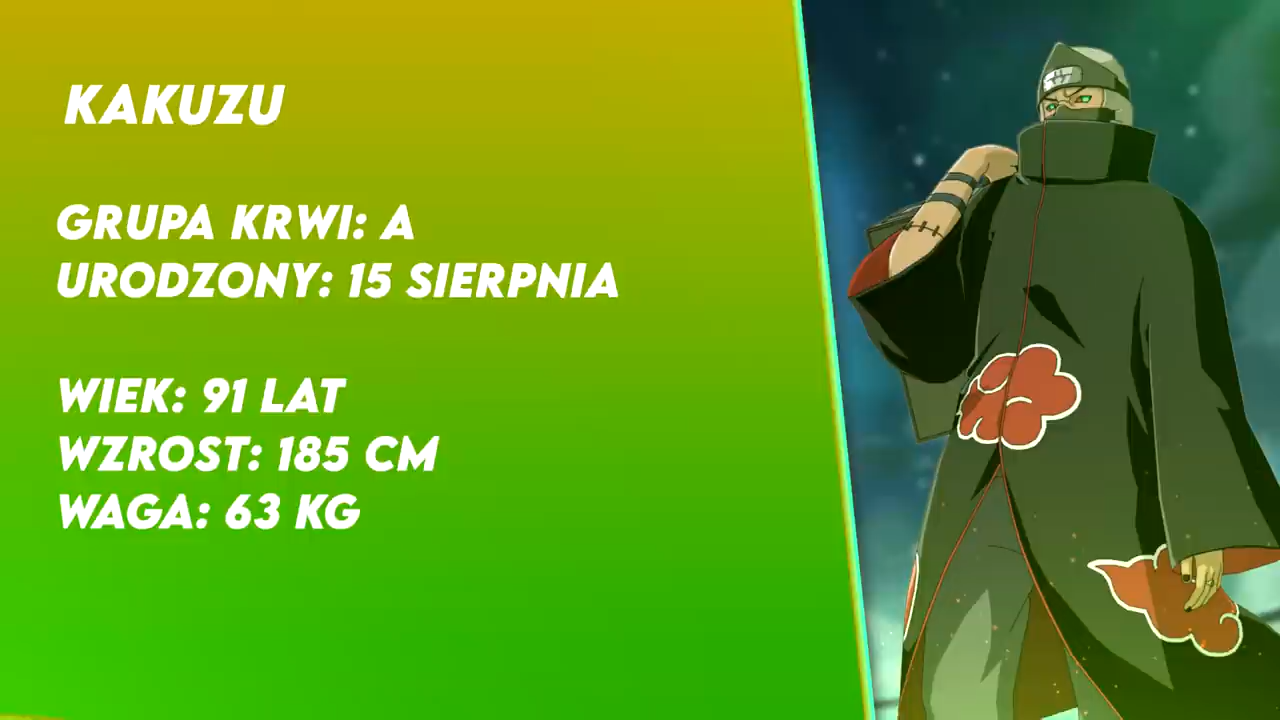 KAKUZU
GRUPA KRWI: A
URODZONY: 15 SIERPNIA
WIEK: 91 LAT
WZROST: 185 CM
WAGA: 63 KG